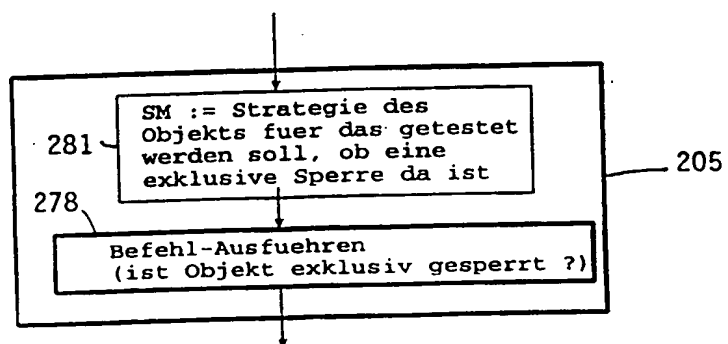 SM := Strategie des
Objekts fuer das getestet
werden soll, ob eine
exklusive Sperre da ist
281
205
278
Befehl-Ausfuehren
(ist Objekt exklusiv gesperrt ?)